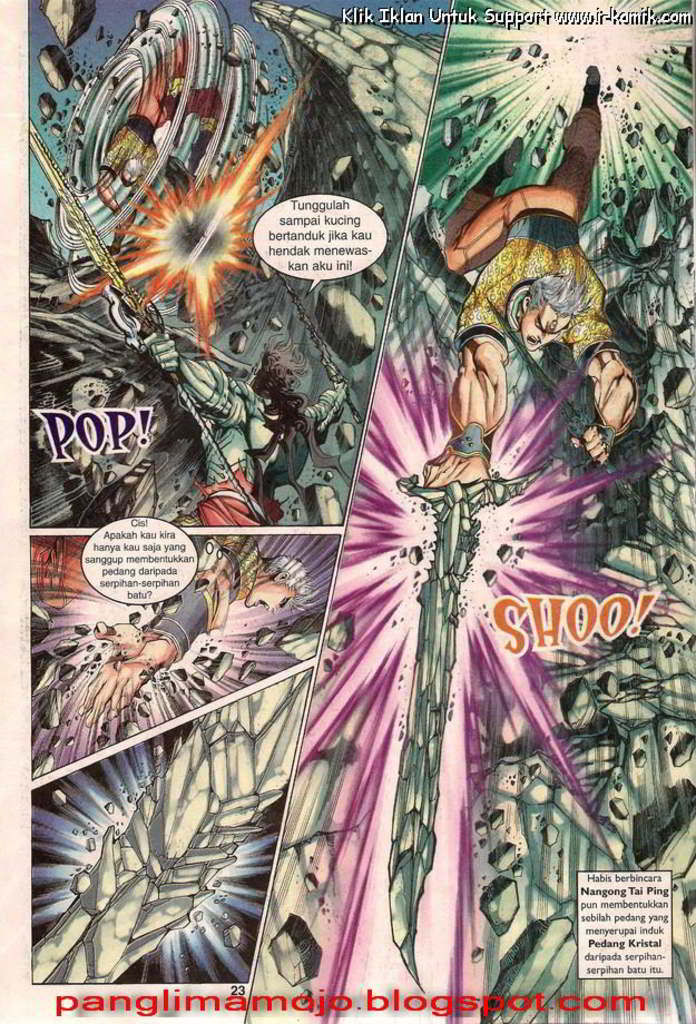 Klik Iklan Untuk Support www.ir-komik.com
Tunggulah
sampai kucing
bertanduk jika kau
hendak menewas-
kan aku ini!
POP!
Cis!
Apakah kau kira
hanya kau saja yang
sanggup membentukkan
pedang daripada
serpihan-serpihan
batu?
SHOO!
Habis berbincara
Nangong Tai Ping
pun membentukkan
sebilah pedang yang
menyerupai induk
Pedang Kristal
daripada serpihan-
serpihan batu itu.
23
panglimamojo.blogspot.com